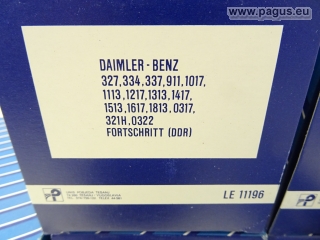 www.pagus.eu
DAIMLER-BENZ
327,334,337,911,1017,
1113,1217,1313,1417,
1513,1617,1813,0317,
321H,0322
FORTSCHRITT (DDR)
LE 11196